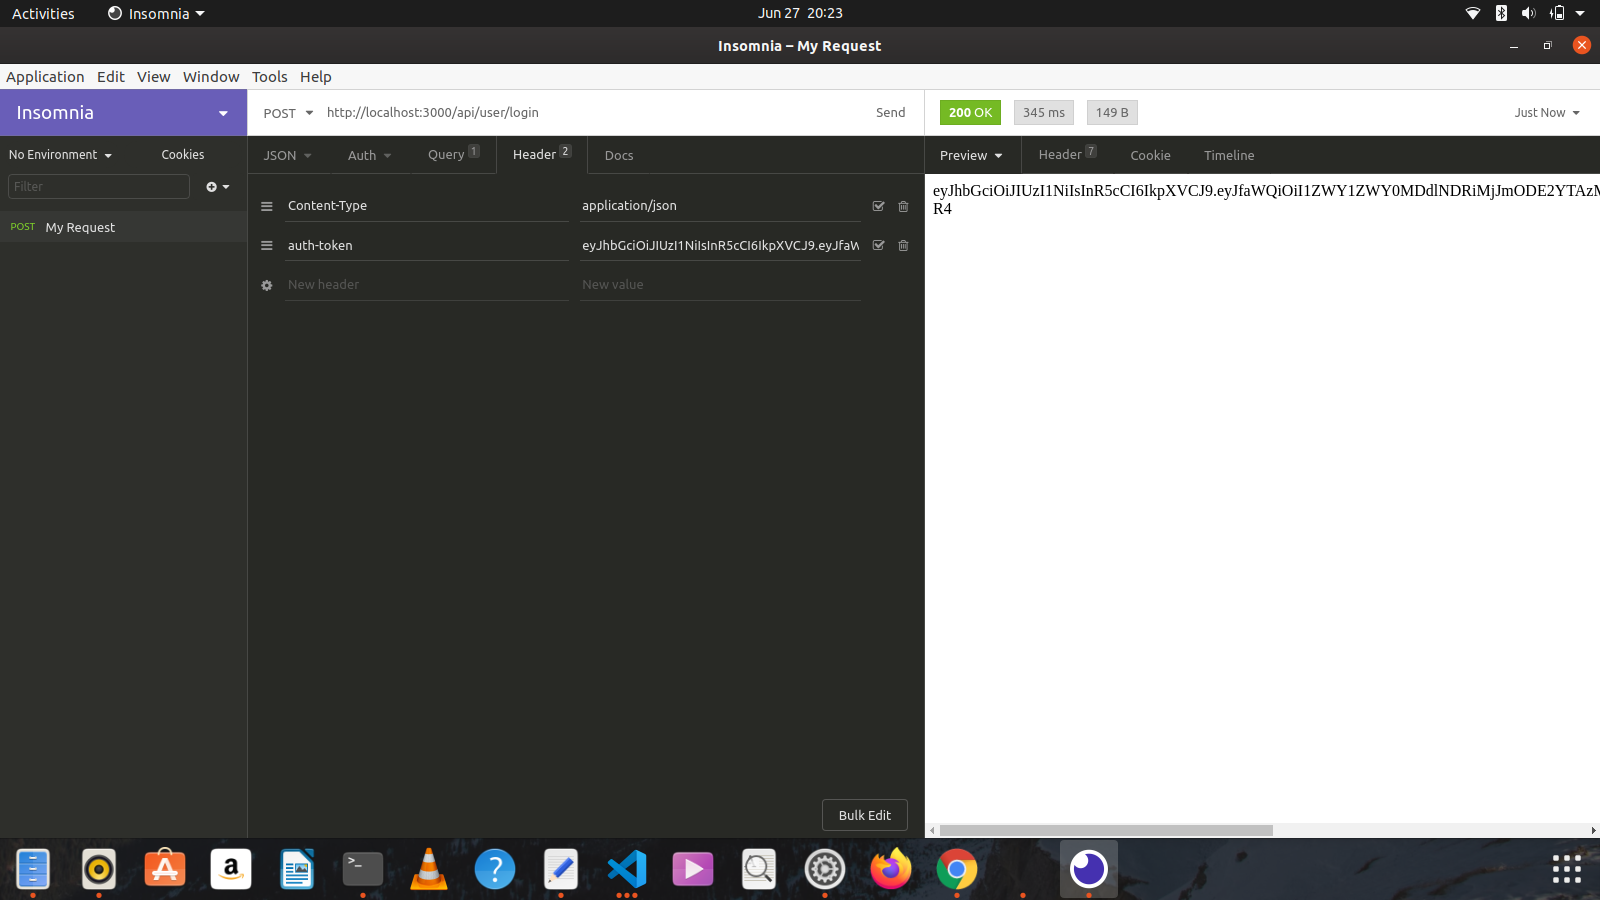 Activities Insomnia Jun 27 20:23
Insomnia – My Request
Application Edit View Window Tools Help
Insomnia POST http://localhost:3000/api/user/login Send 200 OK 345 ms 149 B Just Now
No Environment Cookies JSON Auth Query 1 Header 2 Docs Preview Header 7 Cookie Timeline
Filter
POST My Request
Content-Type application/json
auth-token eyJhbGciOiJIUzI1NiIsInR5cCI6IkpXVCJ9.eyJfaW
New header New value
eyJhbGciOiJIUzI1NiIsInR5cCI6IkpXVCJ9.eyJfaWQiOiI1ZWY1ZWY0MDdlNDRiMjJmODE2YTAzM
R4
Bulk Edit